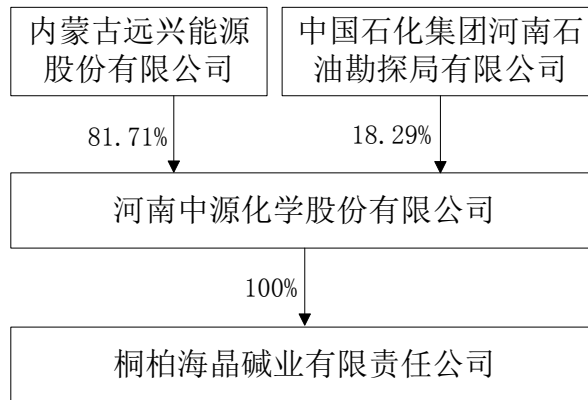 内蒙古远兴能源
股份有限公司
中国石化集团河南石
油勘探局有限公司
81.71%
18.29%
河南中源化学股份有限公司
100%
桐柏海晶碱业有限责任公司